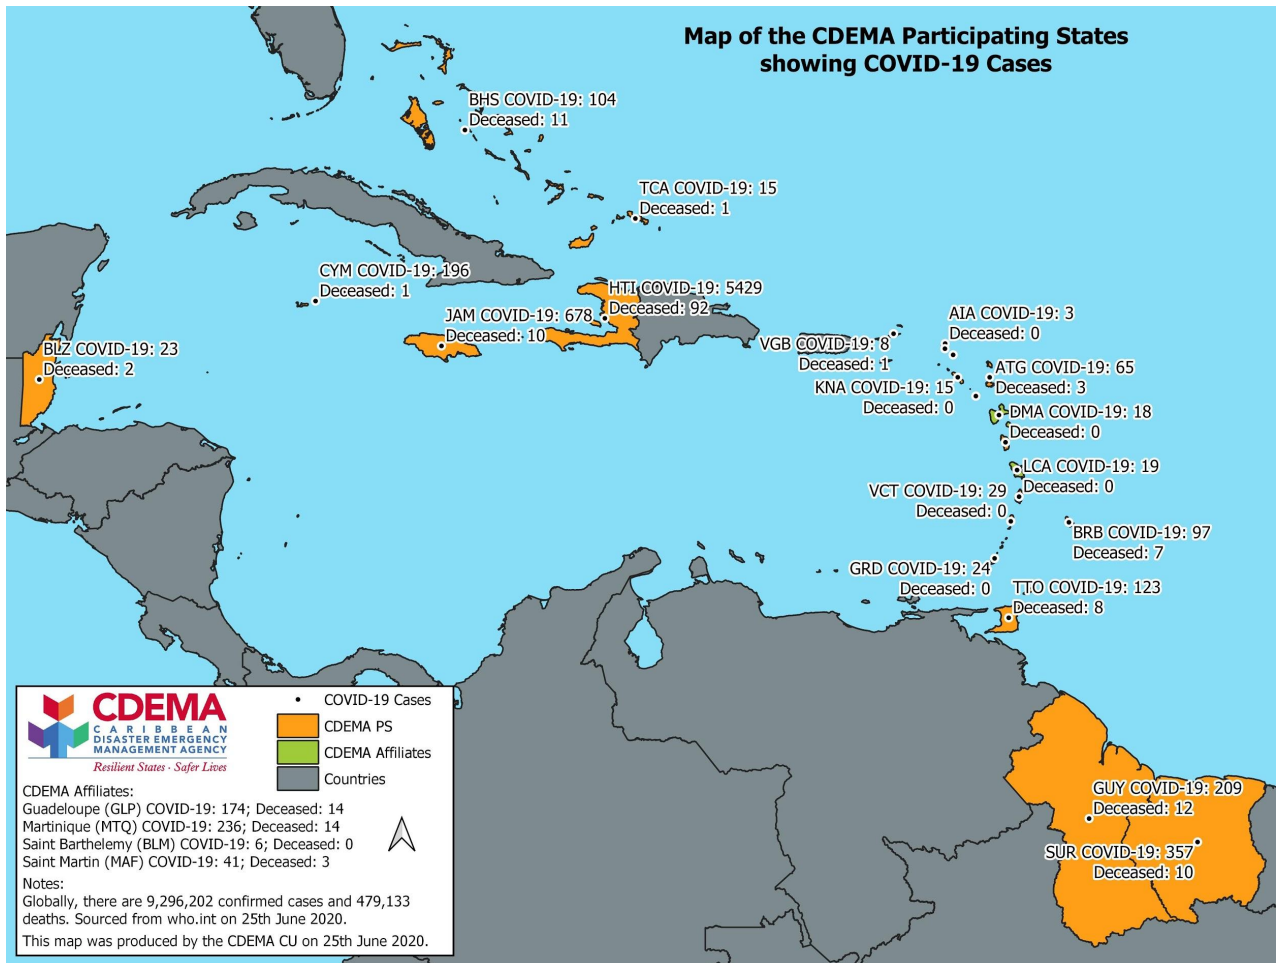 Map of the CDEMA Participating States
showing COVID-19 Cases
BHS COVID-19: 104
Deceased: 11
TCA COVID-19: 15
Deceased: 1
CYM COVID-19: 196
Deceased: 1
HTI COVID-19: 5429
Deceased: 92
JAM COVID-19: 678
Deceased: 10
AIA COVID-19: 3
Deceased: 0
VGB COVID-19: 8
Deceased: 1
BLZ COVID-19: 23
Deceased: 2
ATG COVID-19: 65
Deceased: 3
KNA COVID-19: 15
Deceased: 0
DMA COVID-19: 18
Deceased: 0
LCA COVID-19: 19
Deceased: 0
VCT COVID-19: 29
Deceased: 0
BRB COVID-19: 97
Deceased: 7
GRD COVID-19: 24
Deceased: 0
TTO COVID-19: 123
Deceased: 8
GUY COVID-19: 209
Deceased: 12
SUR COVID-19: 357
Deceased: 10
CDEMA
CARIBBEAN
DISASTER EMERGENCY
MANAGEMENT AGENCY
Resilient States · Safer Lives
COVID-19 Cases
CDEMA PS
CDEMA Affiliates
Countries
CDEMA Affiliates:
Guadeloupe (GLP) COVID-19: 174; Deceased: 14
Martinique (MTQ) COVID-19: 236; Deceased: 14
Saint Barthelemy (BLM) COVID-19: 6; Deceased: 0
Saint Martin (MAF) COVID-19: 41; Deceased: 3
Notes:
Globally, there are 9,296,202 confirmed cases and 479,133
deaths. Sourced from who.int on 25th June 2020.
This map was produced by the CDEMA CU on 25th June 2020.